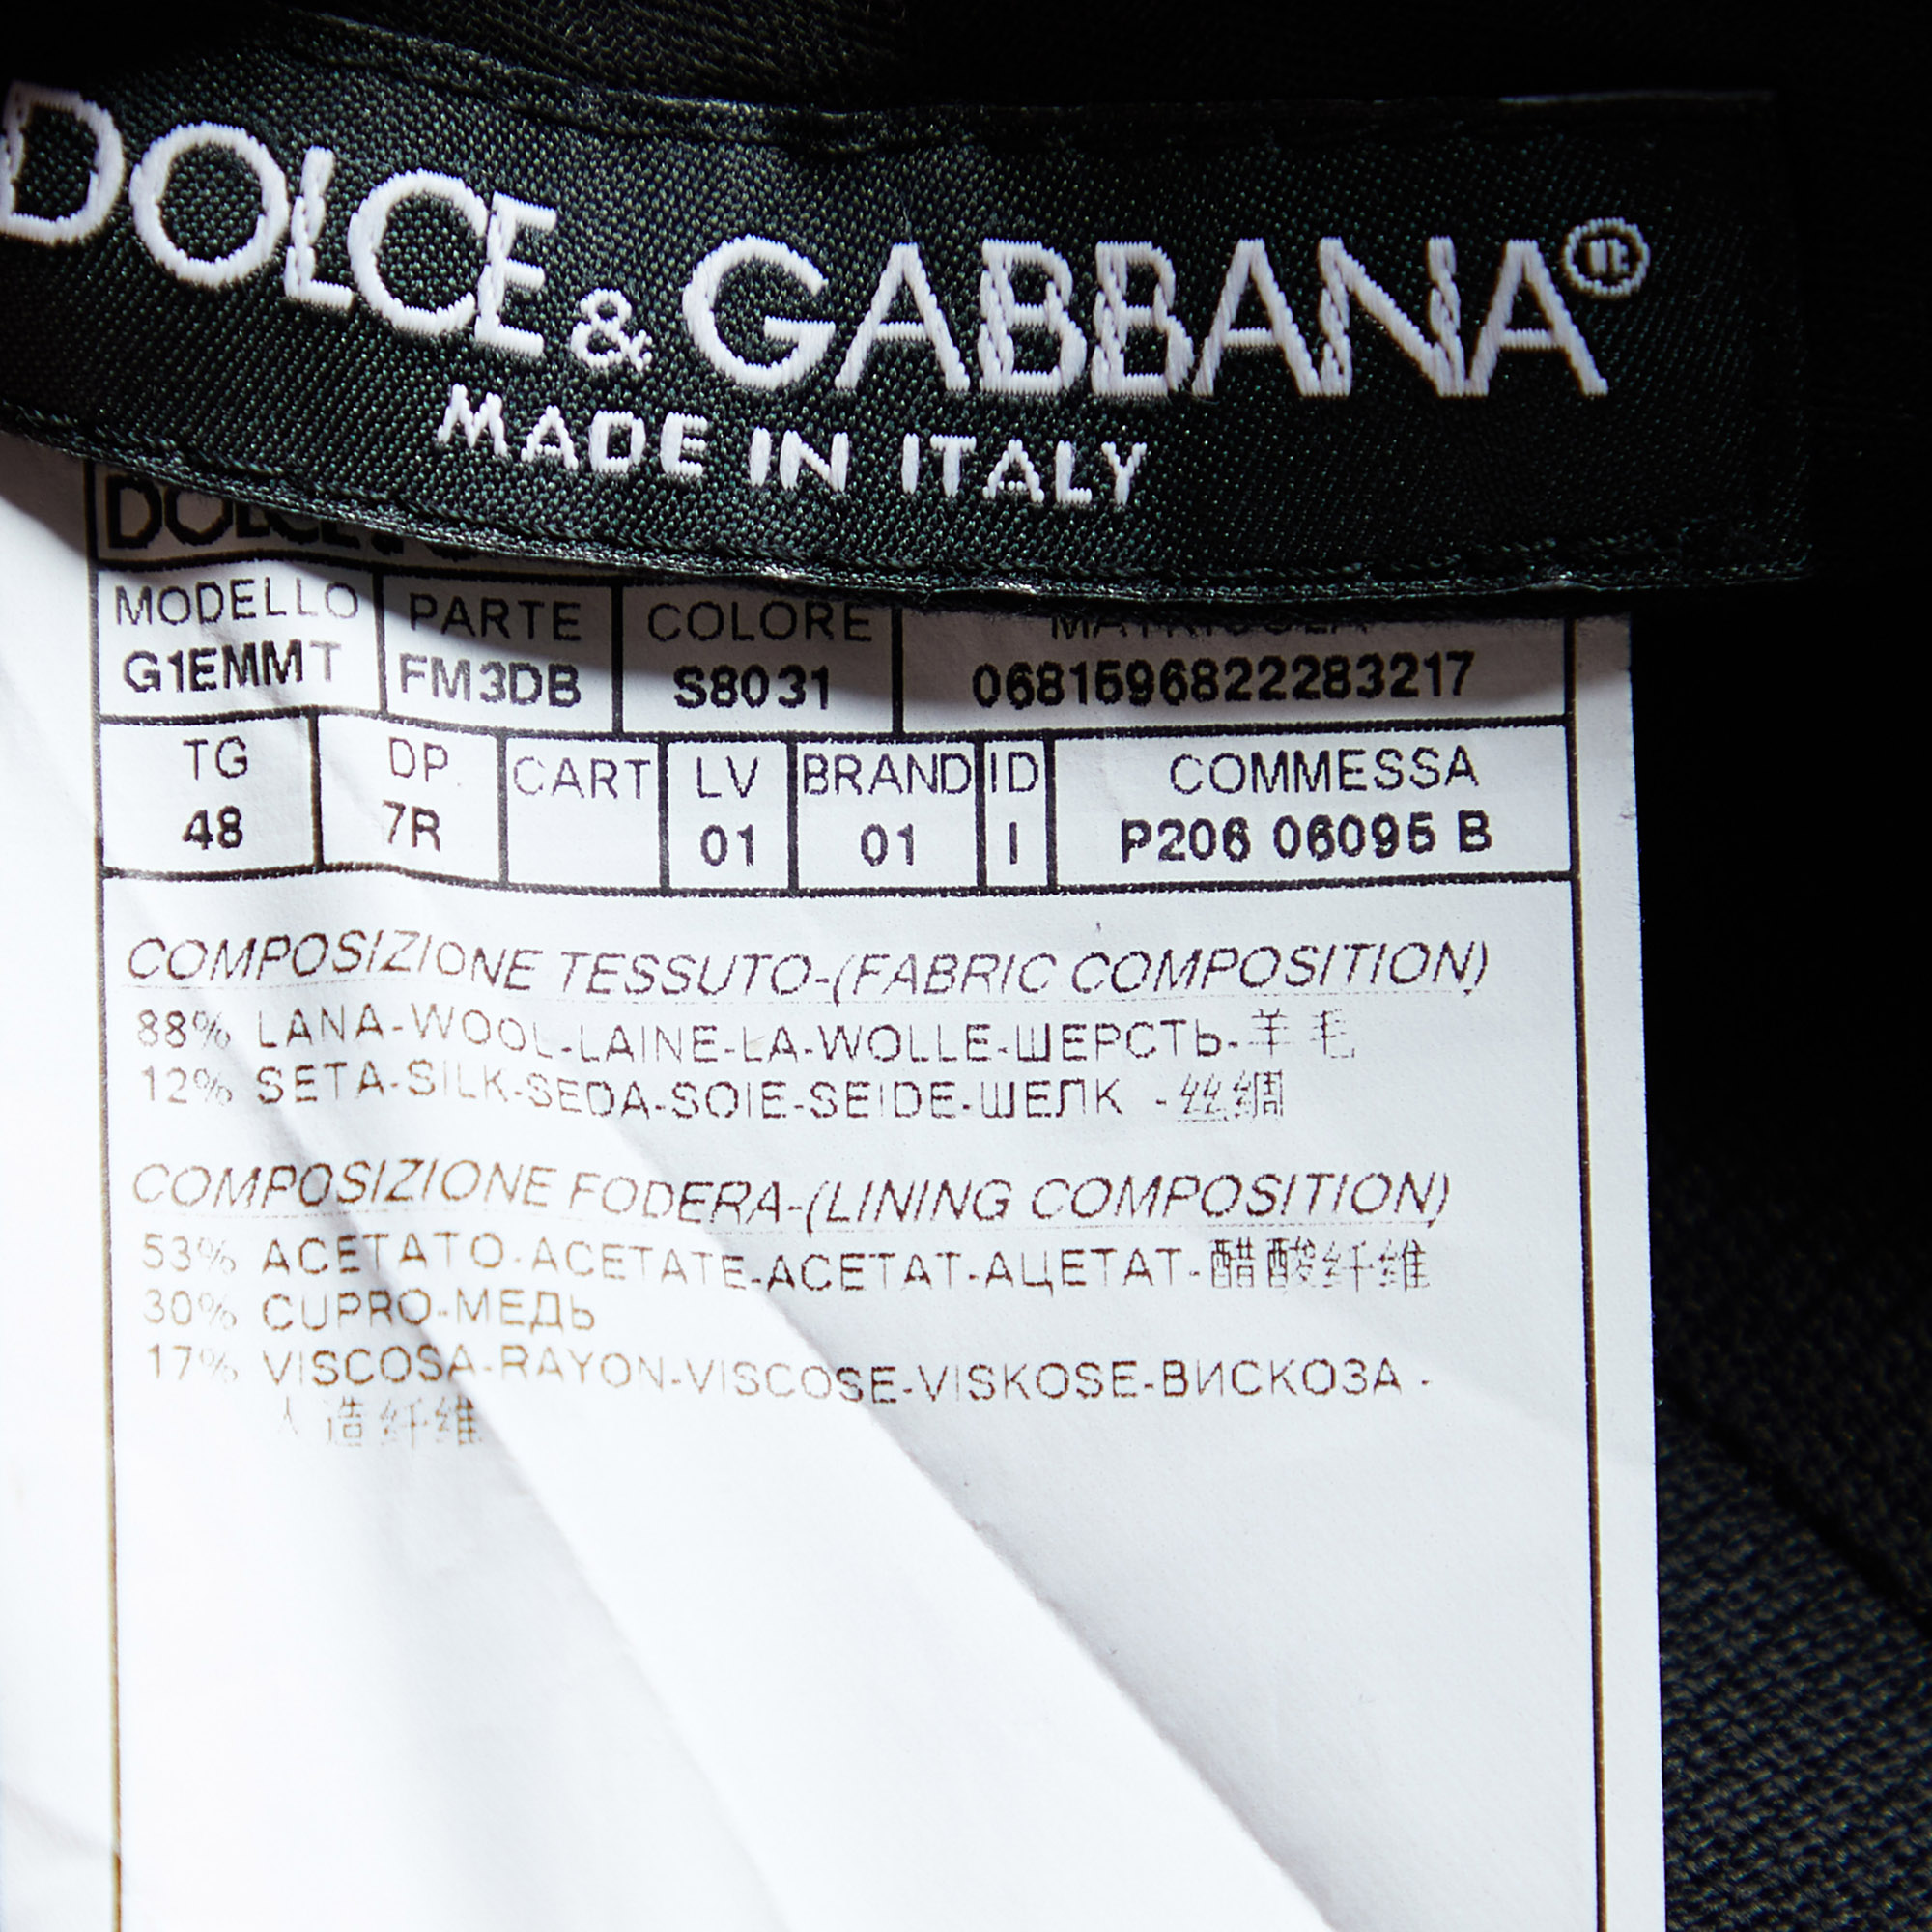 DOLCE & GABBANA®
MADE IN ITALY
DOLCE
MODELLO PARTE COLORE MATRICOLA
G1EMMT FM3DB S8031 0681596822283217
TG DP CART LV BRAND ID COMMESSA
48 7R 01 01 I P206 06095 B
COMPOSIZIONE TESSUTO-(FABRIC COMPOSITION)
88% LANA-WOOL-LAINE-LA-WOLLE-ШЕРСТЬ-羊毛
12% SETA-SILK-SEDA-SOIE-SEIDE-ШЕЛК -丝绸
COMPOSIZIONE FODERA-(LINING COMPOSITION)
53% ACETATO-ACETATE-ACETAT-АЦЕТАТ-醋酸纤维
30% CUPRO-МЕДЬ
17% VISCOSA-RAYON-VISCOSE-VISKOSE-ВИСКОЗА -
人造纤维